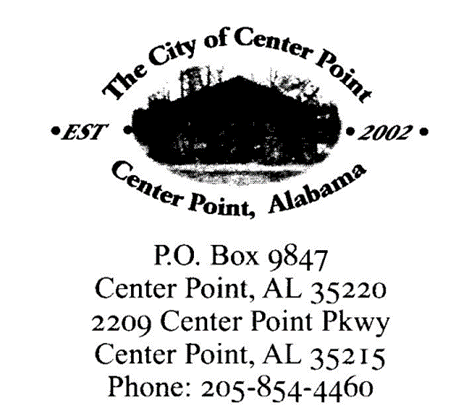 The City of Center Point
•EST • • 2002 •
Center Point, Alabama
P.O. Box 9847
Center Point, AL 35220
2209 Center Point Pkwy
Center Point, AL 35215
Phone: 205-854-4460